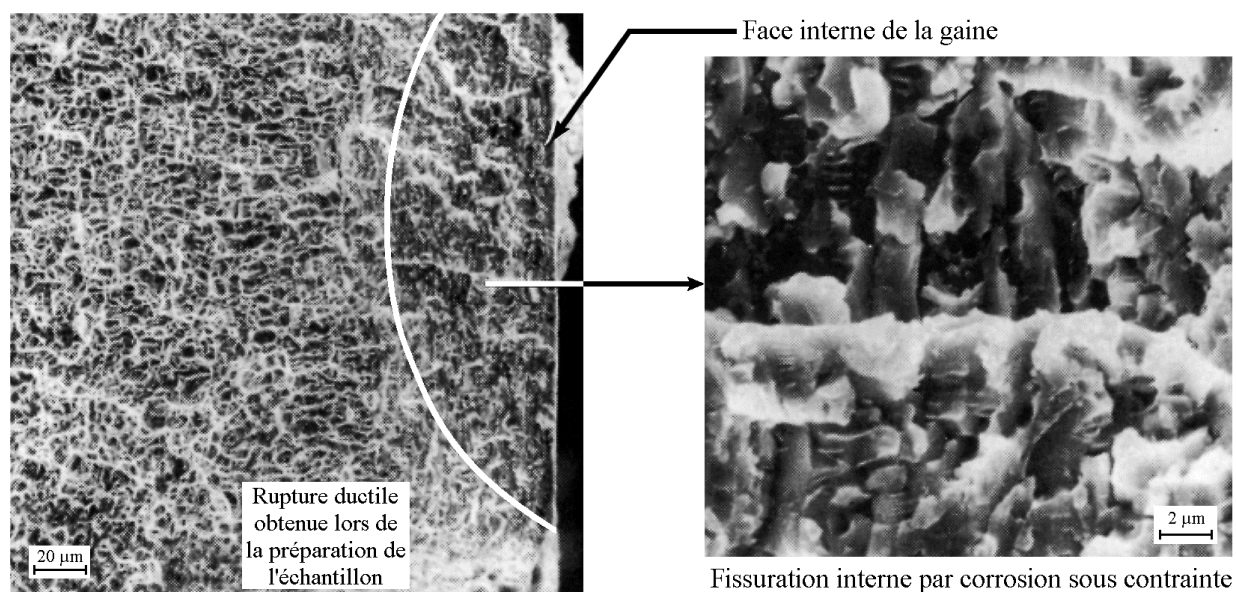 Face interne de la gaine
Rupture ductile
obtenue lors de
la préparation de
l'échantillon
20 µm
2 µm
Fissuration interne par corrosion sous contrainte